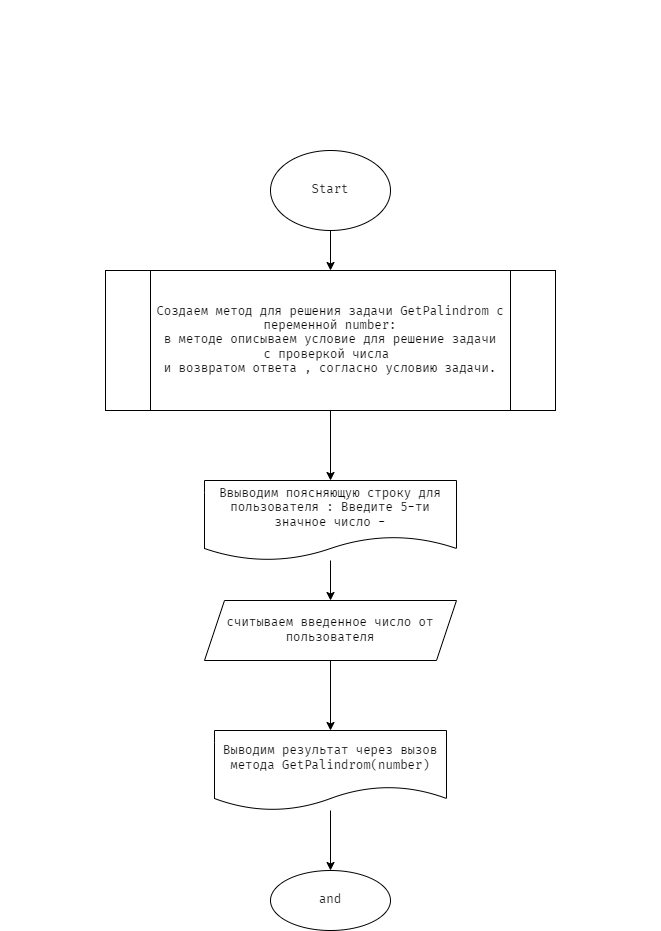 Start
Создаем метод для решения задачи GetPalindrom с
переменной number:
в методе описываем условие для решение задачи
с проверкой числа
и возвратом ответа , согласно условию задачи.
Ввыводим поясняющую строку для
пользователя : Введите 5-ти
значное число -
считываем введенное число от
пользователя
Выводим результат через вызов
метода GetPalindrom(number)
and